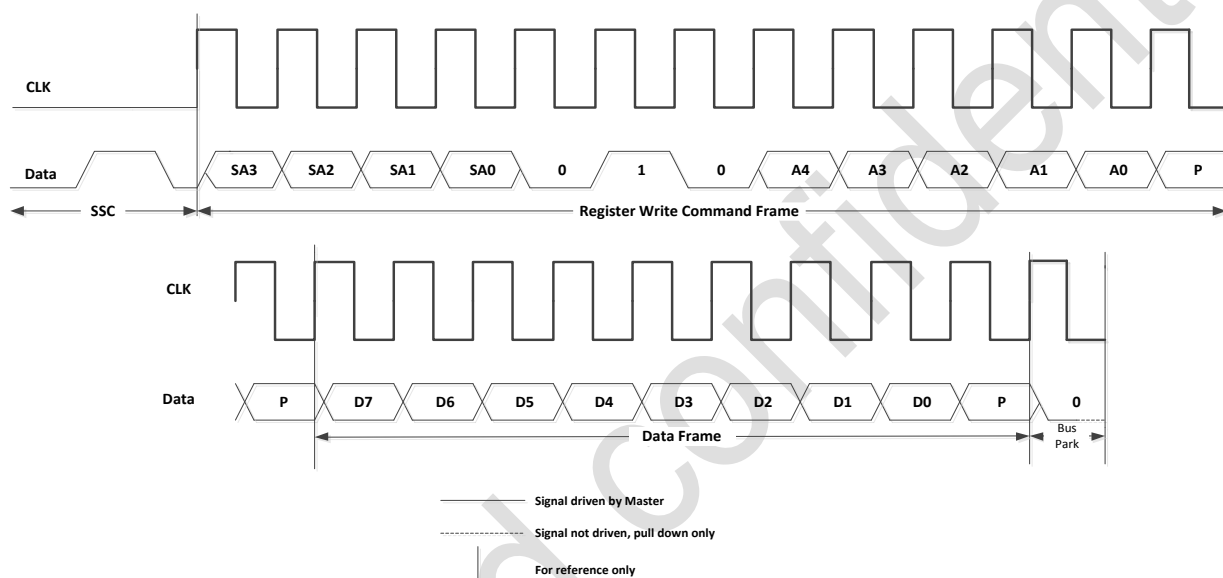 CLK
Data SA3 SA2 SA1 SA0 0 1 0 A4 A3 A2 A1 A0 P
SSC Register Write Command Frame
CLK
Data P D7 D6 D5 D4 D3 D2 D1 D0 P 0
Data Frame Bus
Park
Signal driven by Master
Signal not driven, pull down only
For reference only
d confident